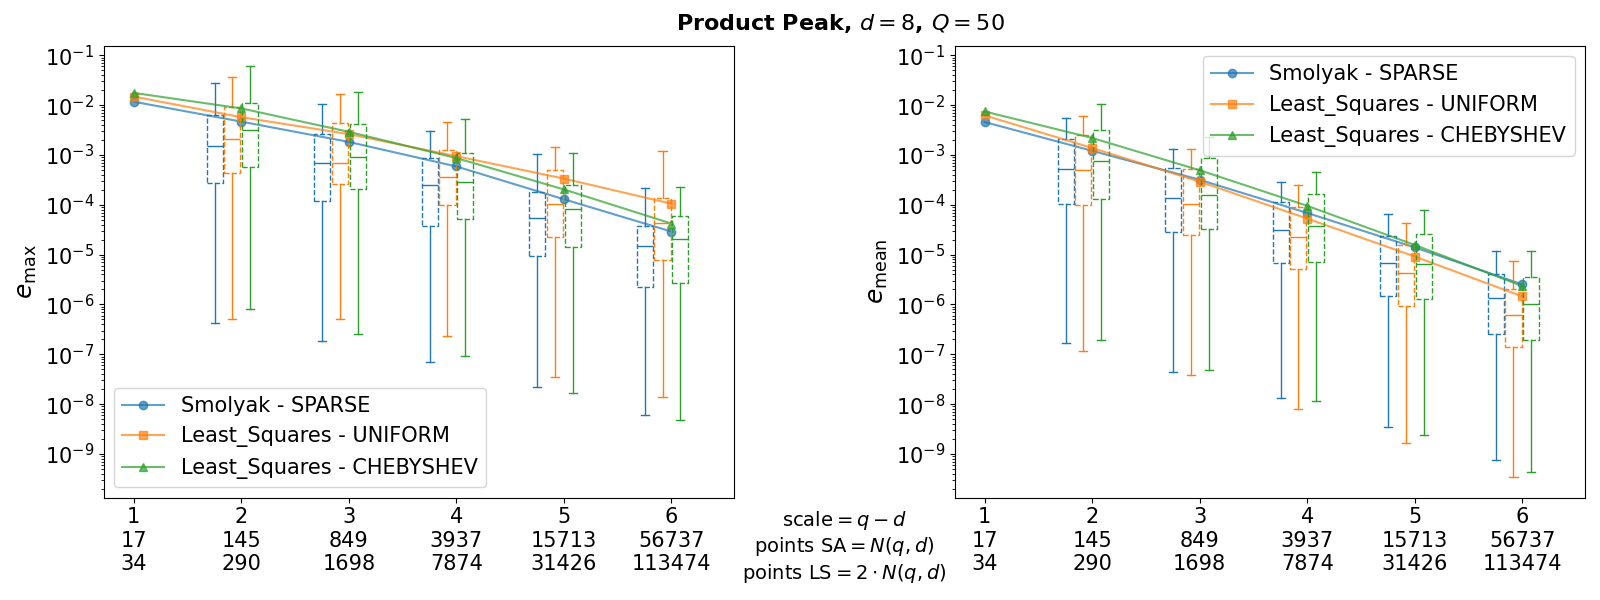 Product Peak, d = 8, Q = 50
10⁻¹
10⁻²
10⁻³
10⁻⁴
10⁻⁵
10⁻⁶
10⁻⁷
10⁻⁸
10⁻⁹
e_max
Smolyak - SPARSE
Least_Squares - UNIFORM
Least_Squares - CHEBYSHEV
1 2 3 4 5 6
17 145 849 3937 15713 56737
34 290 1698 7874 31426 113474
scale = q − d
points SA = N(q, d)
points LS = 2 · N(q, d)
10⁻¹
10⁻²
10⁻³
10⁻⁴
10⁻⁵
10⁻⁶
10⁻⁷
10⁻⁸
10⁻⁹
e_mean
Smolyak - SPARSE
Least_Squares - UNIFORM
Least_Squares - CHEBYSHEV
1 2 3 4 5 6
17 145 849 3937 15713 56737
34 290 1698 7874 31426 113474